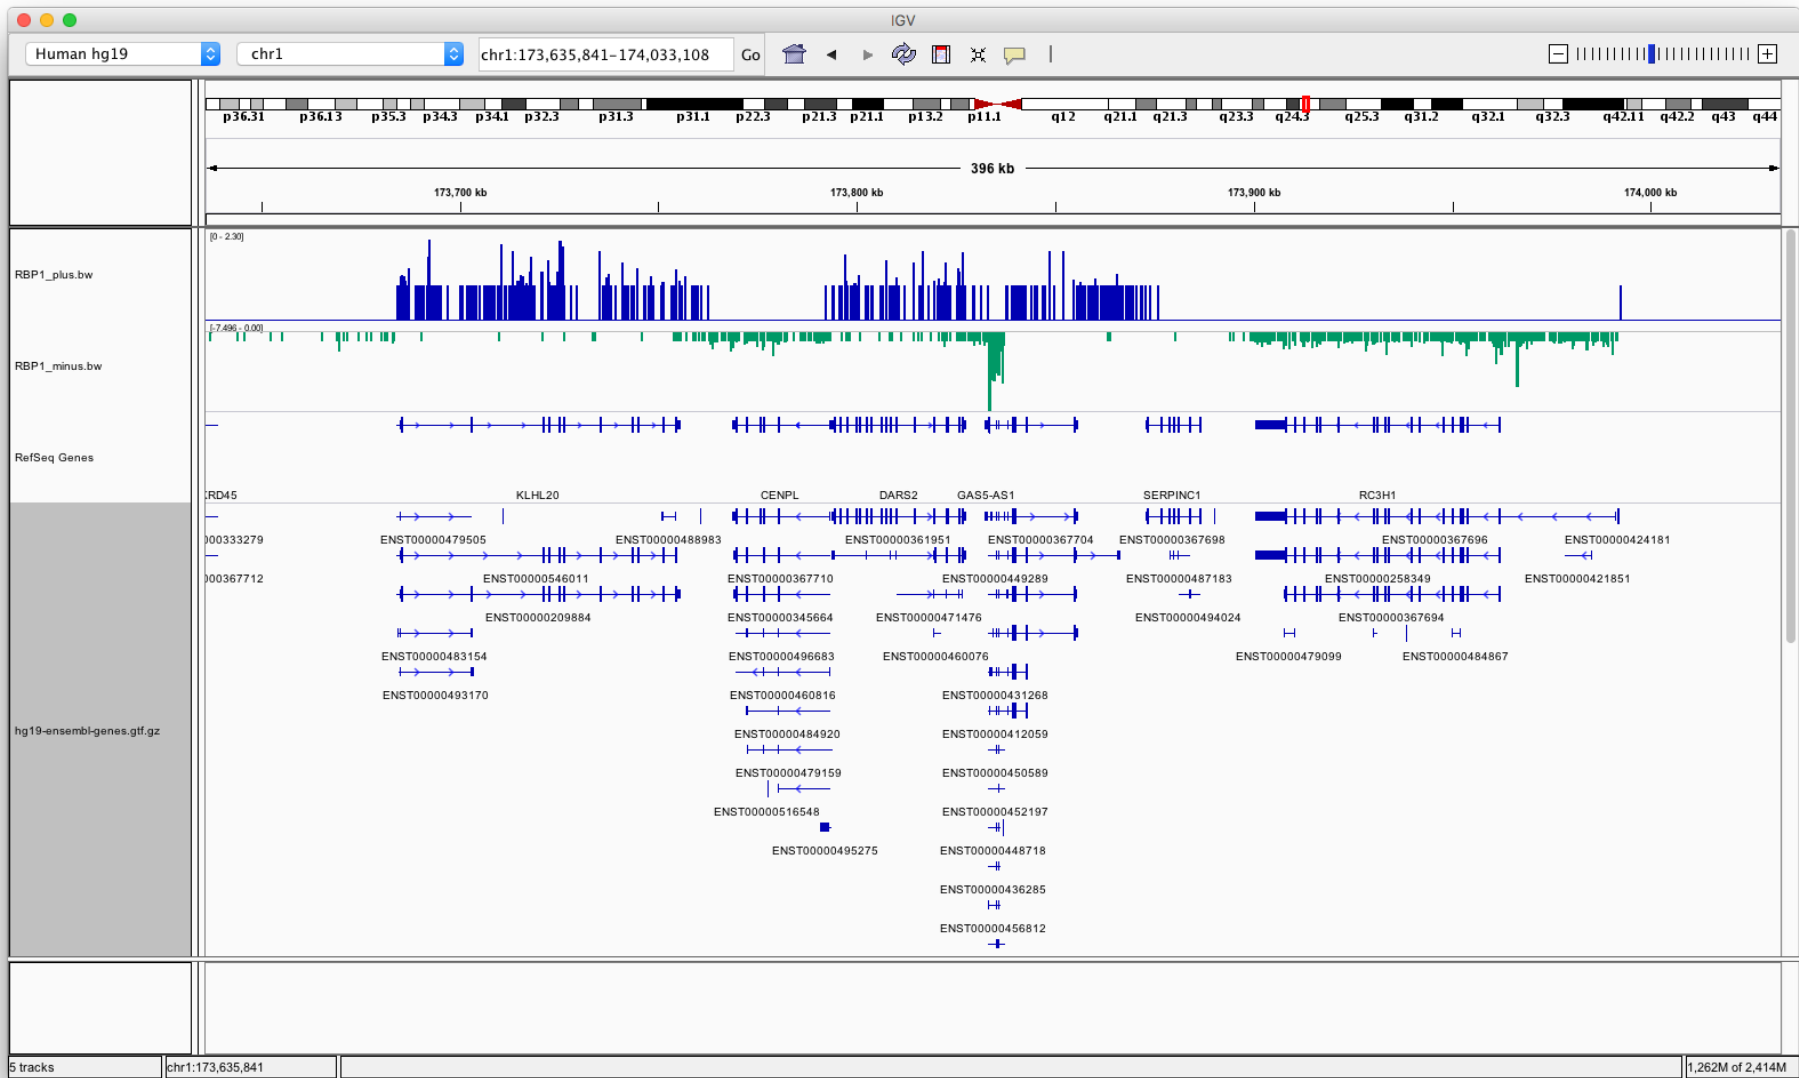 IGV
Human hg19 chr1 chr1:173,635,841-174,033,108 Go
p36.31 p36.13 p35.3 p34.3 p34.1 p32.3 p31.3 p31.1 p22.3 p21.3 p21.1 p13.2 p11.1 q12 q21.1 q21.3 q23.3 q24.3 q25.3 q31.2 q32.1 q32.3 q42.11 q42.2 q43 q44
396 kb
173,700 kb 173,800 kb 173,900 kb 174,000 kb
[0 - 2.30]
RBP1_plus.bw
[-7.496 - 0.00]
RBP1_minus.bw
RefSeq Genes
KRD45 KLHL20 CENPL DARS2 GAS5-AS1 SERPINC1 RC3H1
000333279 ENST00000479505 ENST00000488983 ENST00000361951 ENST00000367704 ENST00000367698 ENST00000367696 ENST00000424181
000367712 ENST00000546011 ENST00000367710 ENST00000449289 ENST00000487183 ENST00000258349 ENST00000421851
ENST00000209884 ENST00000345664 ENST00000471476 ENST00000494024 ENST00000367694
ENST00000483154 ENST00000496683 ENST00000460076 ENST00000479099 ENST00000484867
ENST00000493170 ENST00000460816 ENST00000431268
hg19-ensembl-genes.gtf.gz
ENST00000484920 ENST00000412059
ENST00000479159 ENST00000450589
ENST00000516548 ENST00000452197
ENST00000495275 ENST00000448718
ENST00000436285
ENST00000456812
5 tracks chr1:173,635,841 1,262M of 2,414M